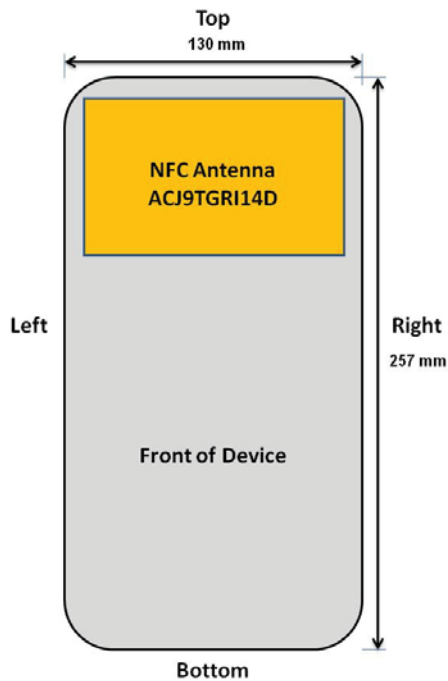 Top
130 mm
NFC Antenna
ACJ9TGRI14D
Left
Right
257 mm
Front of Device
Bottom